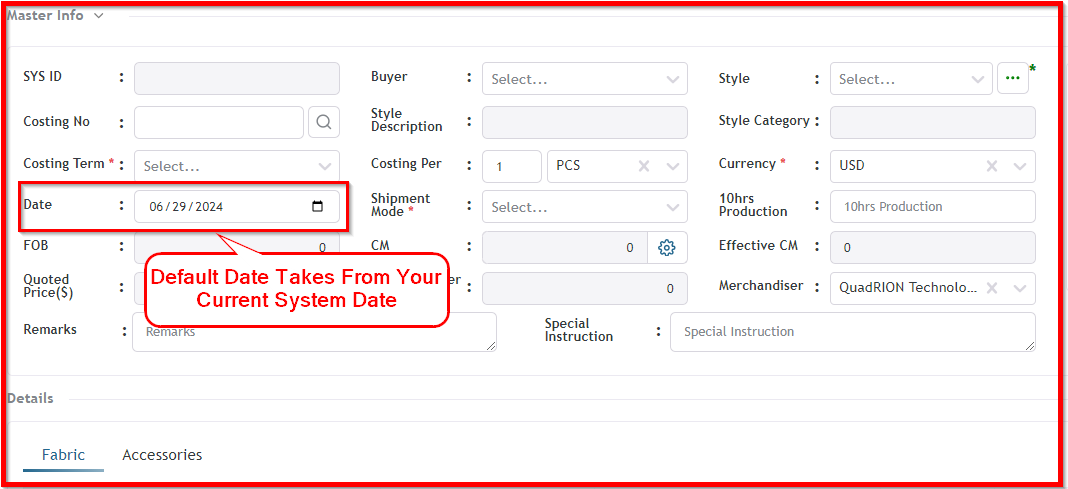 Master Info
SYS ID : Buyer : Select... Style : Select... ... *
Costing No : Style Description : Style Category :
Costing Term * : Select... Costing Per : 1 PCS Currency * : USD
Date : 06/29/2024 Shipment Mode * : Select... 10hrs Production : 10hrs Production
FOB : 0 CM : 0 Effective CM : 0
Quoted Price($) : er : 0 Merchandiser : QuadRION Technolo...
Default Date Takes From Your
Current System Date
Remarks : Remarks Special Instruction : Special Instruction
Details
Fabric Accessories